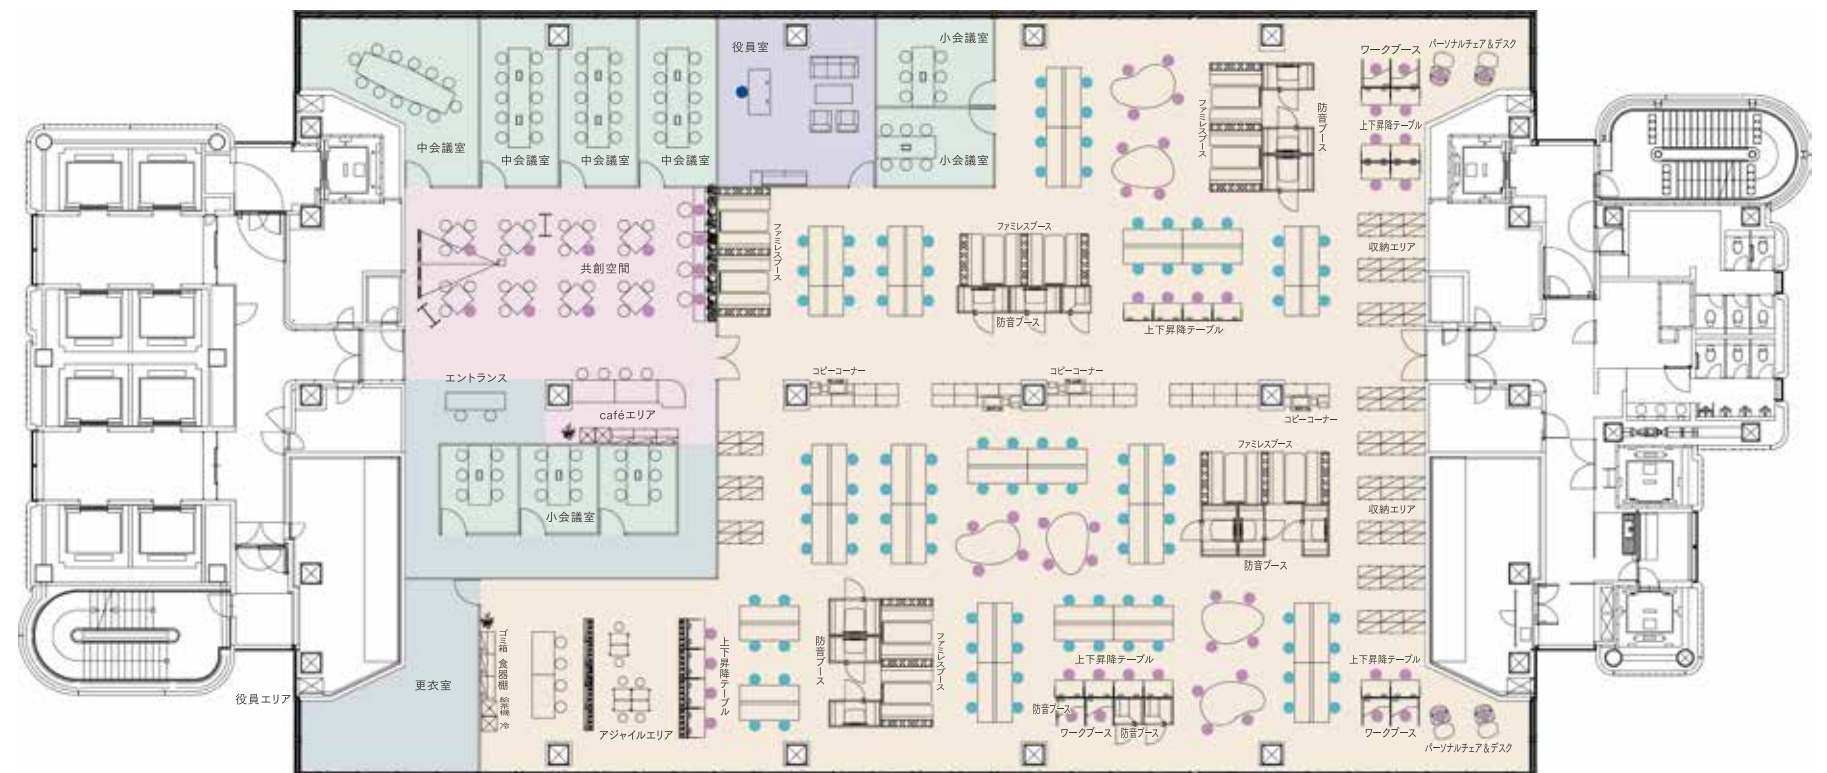 役員室
小会議室
ワークブース
パーソナルチェア&デスク
ファミレスブース
防音ブース
上下昇降テーブル
中会議室
中会議室
中会議室
中会議室
小会議室
ファミレスブース
ファミレスブース
収納エリア
共創空間
防音ブース
上下昇降テーブル
エントランス
コピーコーナー
コピーコーナー
caféエリア
コピーコーナー
ファミレスブース
小会議室
収納エリア
防音ブース
ゴミ箱
食器棚
給茶機
冷
上下昇降テーブル
防音ブース
ファミレスブース
上下昇降テーブル
上下昇降テーブル
更衣室
役員エリア
防音ブース
アジャイルエリア
ワークブース
防音ブース
ワークブース
パーソナルチェア&デスク